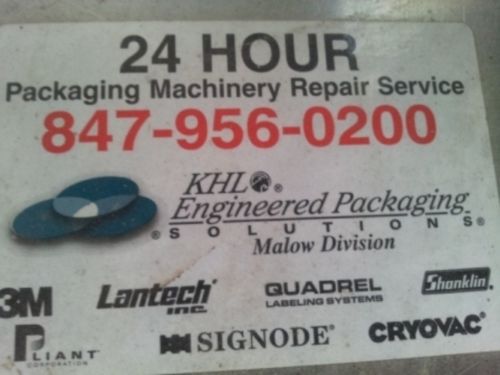 24 HOUR
Packaging Machinery Repair Service
847-956-0200
KHL®
Engineered Packaging
® SOLUTIONS®
Malow Division
3M Lantech inc. QUADREL LABELING SYSTEMS Shanklin
PLIANT CORPORATION SIGNODE® CRYOVAC®